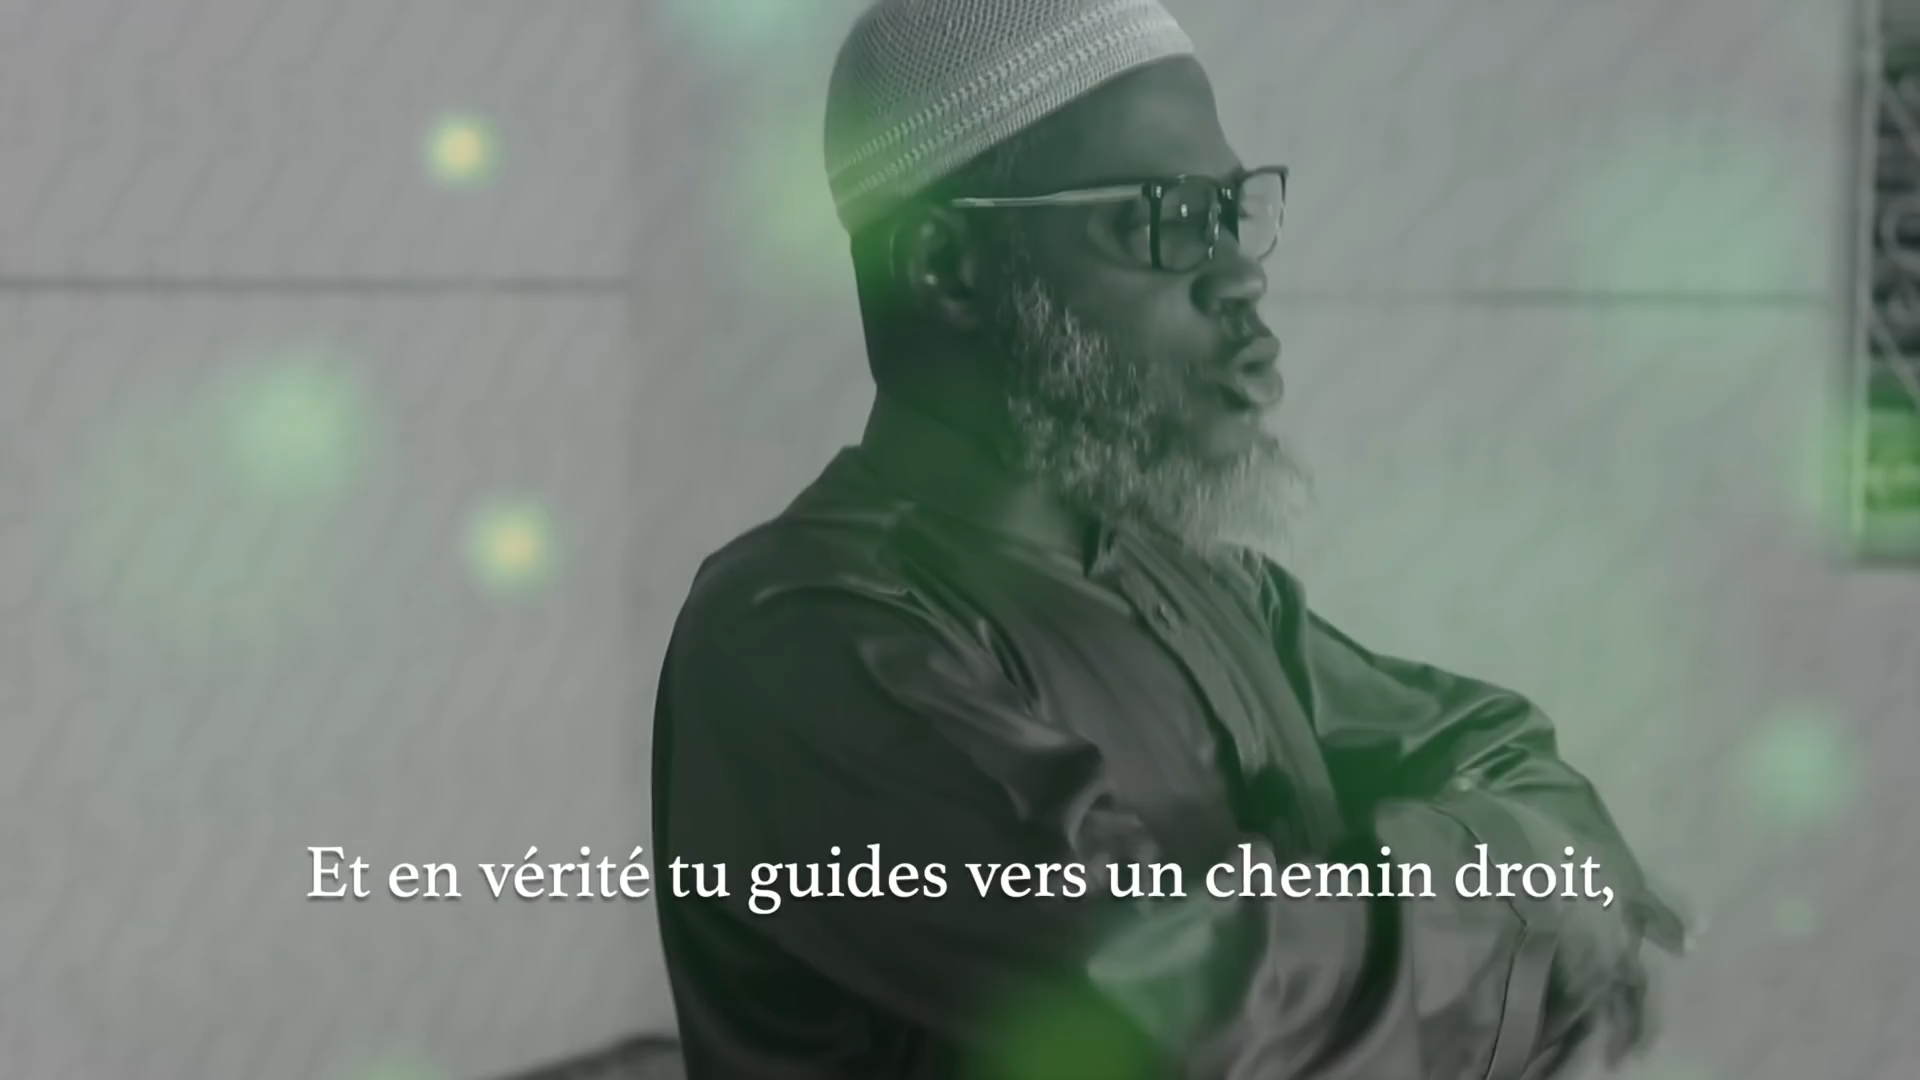 Et en vérité tu guides vers un chemin droit,